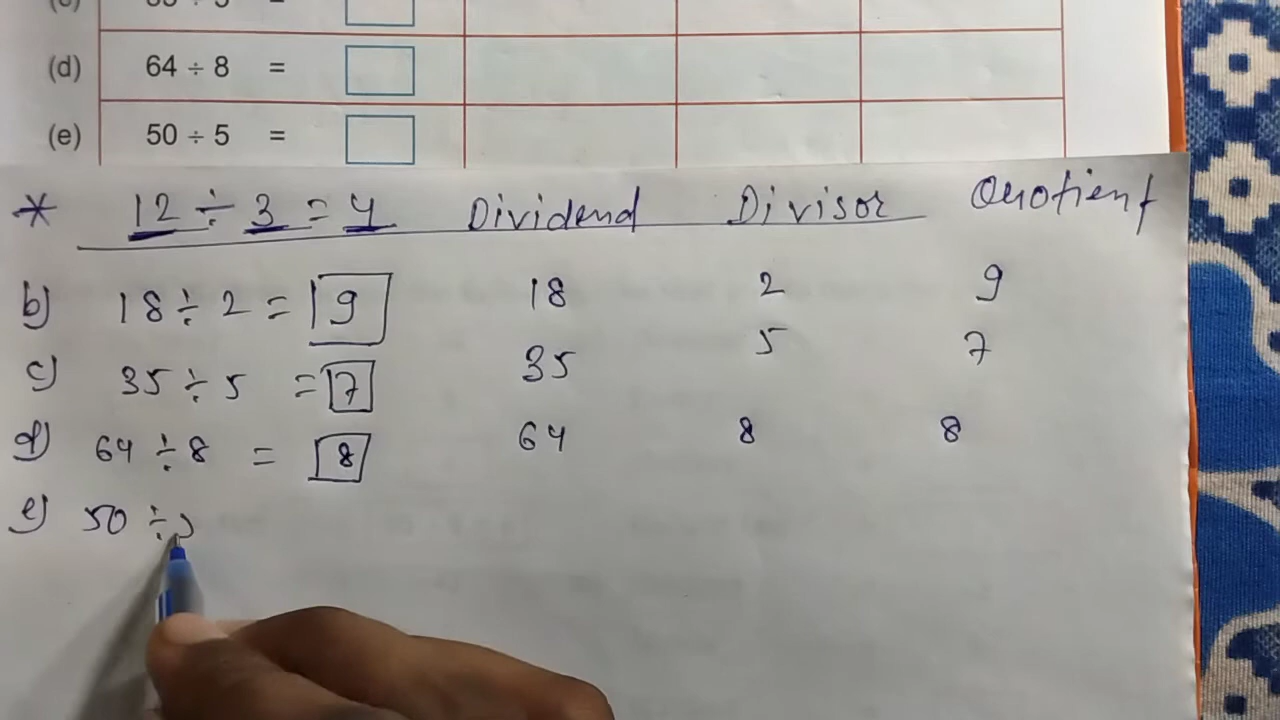 (d) 64 ÷ 8 =
(e) 50 ÷ 5 =
* 12 ÷ 3 = 4 Dividend Divisor Quotient
b) 18 ÷ 2 = 9 18 2 9
c) 35 ÷ 5 = 7 35 5 7
d) 64 ÷ 8 = 8 64 8 8
e) 50 ÷